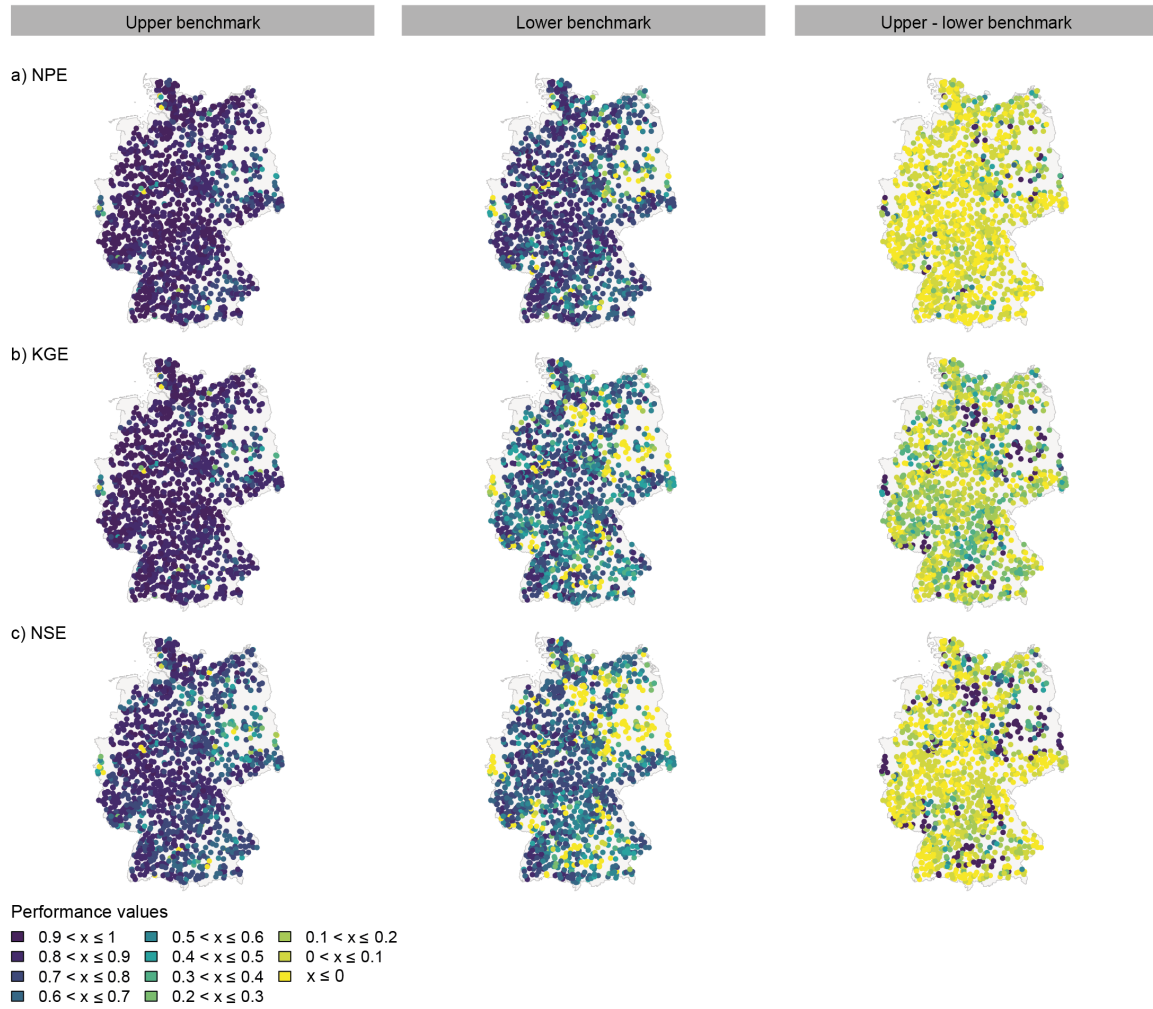 Upper benchmark
Lower benchmark
Upper - lower benchmark
a) NPE
b) KGE
c) NSE
Performance values
0.9 < x ≤ 1
0.5 < x ≤ 0.6
0.1 < x ≤ 0.2
0.8 < x ≤ 0.9
0.4 < x ≤ 0.5
0 < x ≤ 0.1
0.7 < x ≤ 0.8
0.3 < x ≤ 0.4
x ≤ 0
0.6 < x ≤ 0.7
0.2 < x ≤ 0.3